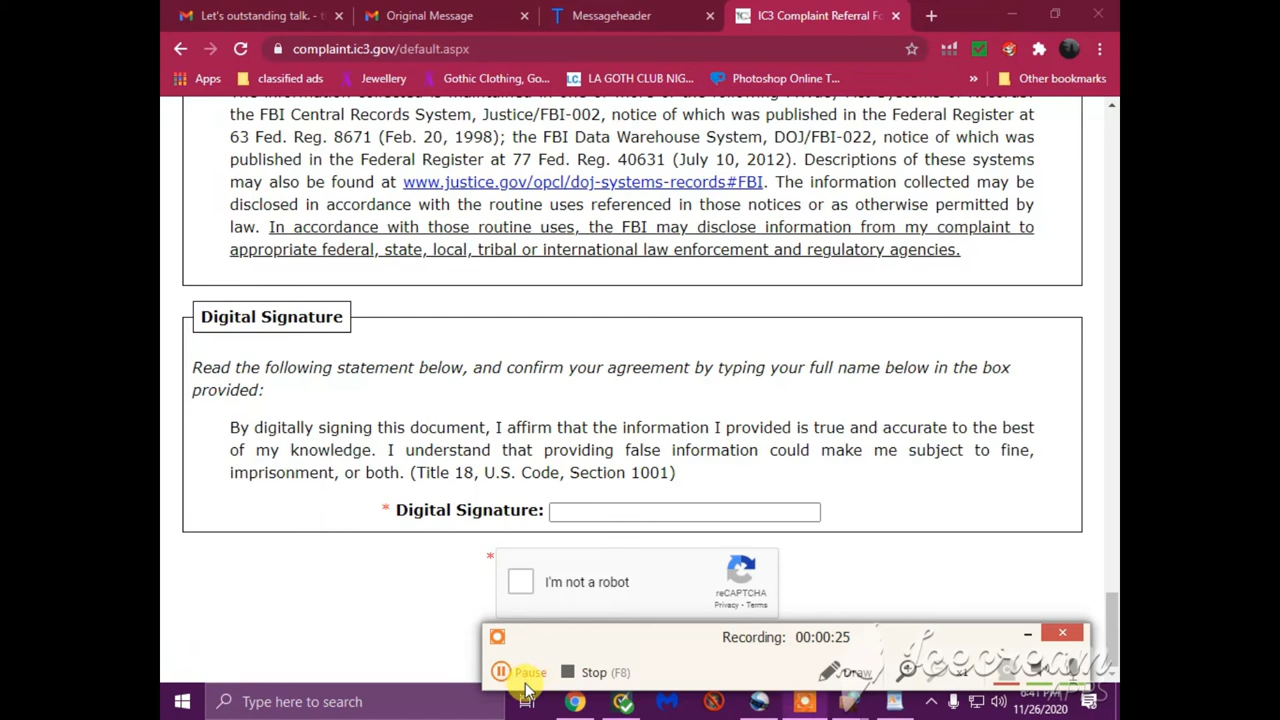 Let's outstanding talk. - t
Original Message
Messageheader
IC3 Complaint Referral Fo
complaint.ic3.gov/default.aspx
Apps
classified ads
Jewellery
Gothic Clothing, Go...
LA GOTH CLUB NIG...
Photoshop Online T...
»
Other bookmarks
the FBI Central Records System, Justice/FBI-002, notice of which was published in the Federal Register at
63 Fed. Reg. 8671 (Feb. 20, 1998); the FBI Data Warehouse System, DOJ/FBI-022, notice of which was
published in the Federal Register at 77 Fed. Reg. 40631 (July 10, 2012). Descriptions of these systems
may also be found at www.justice.gov/opcl/doj-systems-records#FBI. The information collected may be
disclosed in accordance with the routine uses referenced in those notices or as otherwise permitted by
law. In accordance with those routine uses, the FBI may disclose information from my complaint to
appropriate federal, state, local, tribal or international law enforcement and regulatory agencies.
Digital Signature
Read the following statement below, and confirm your agreement by typing your full name below in the box
provided:
By digitally signing this document, I affirm that the information I provided is true and accurate to the best
of my knowledge. I understand that providing false information could make me subject to fine,
imprisonment, or both. (Title 18, U.S. Code, Section 1001)
* Digital Signature:
*
I'm not a robot
reCAPTCHA
Privacy - Terms
Recording: 00:00:25
Pause
Stop (F8)
Draw
x1
Icecream
APPS
Type here to search
6:41 PM
11/26/2020